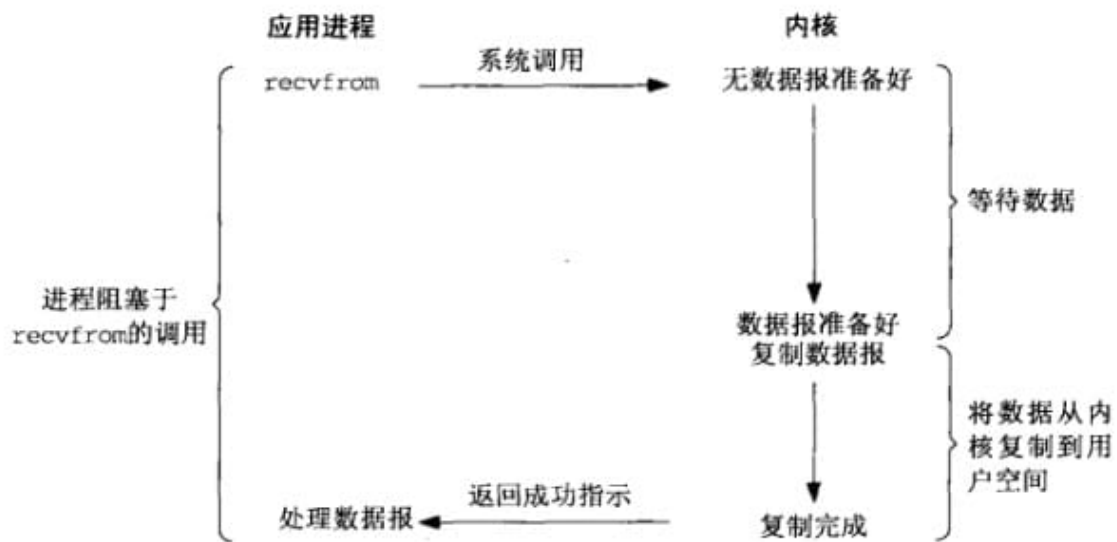 应用进程
内核
recvfrom
系统调用
无数据报准备好
等待数据
进程阻塞于
recvfrom的调用
数据报准备好
复制数据报
将数据从内
核复制到用
户空间
处理数据报
返回成功指示
复制完成